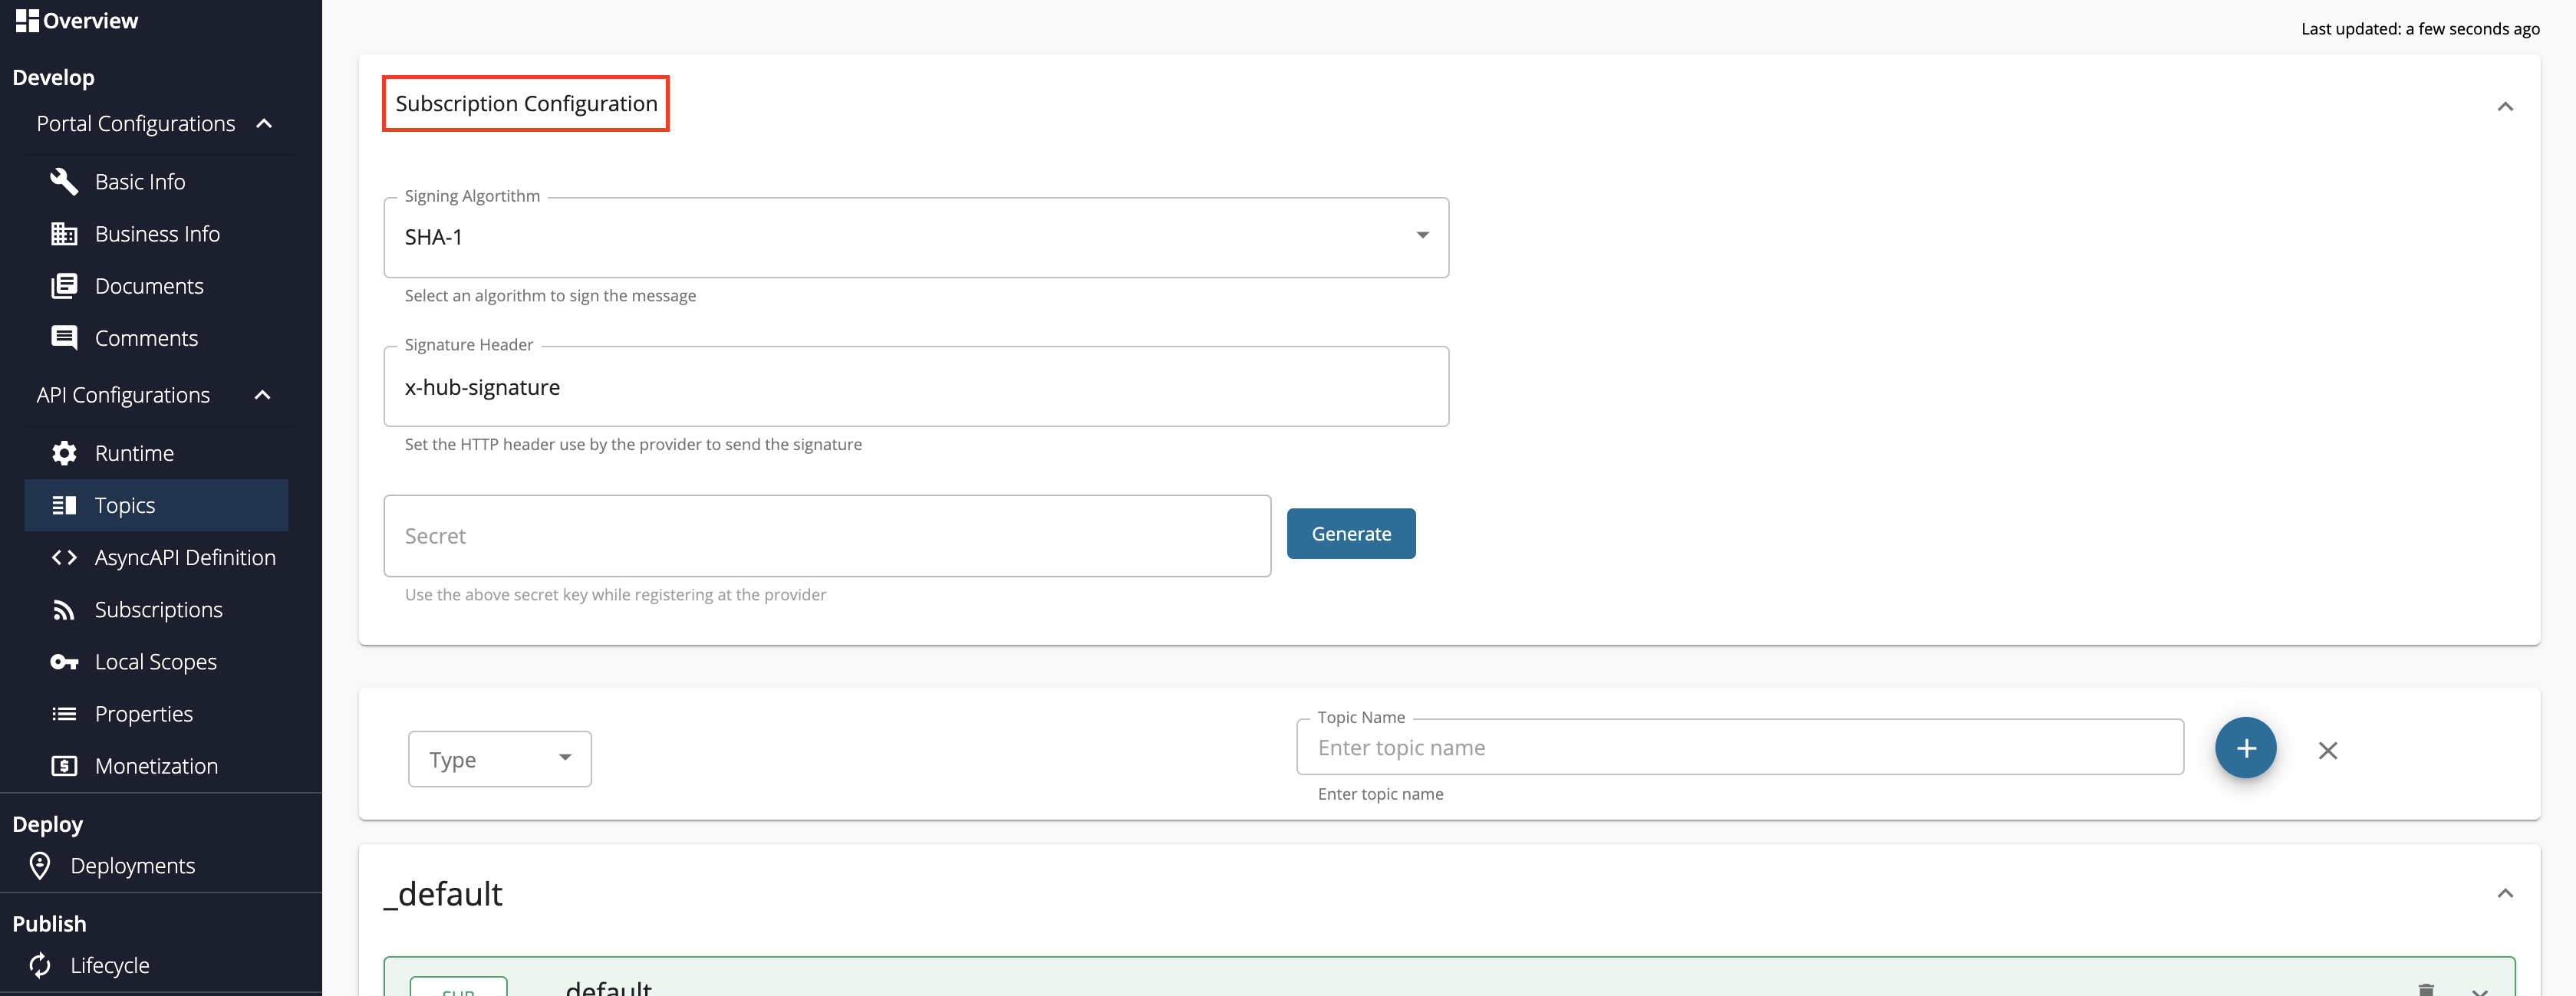 Overview
Develop
Portal Configurations
Basic Info
Business Info
Documents
Comments
API Configurations
Runtime
Topics
AsyncAPI Definition
Subscriptions
Local Scopes
Properties
Monetization
Deploy
Deployments
Publish
Lifecycle
Last updated: a few seconds ago
Subscription Configuration
Signing Algortithm
SHA-1
Select an algorithm to sign the message
Signature Header
x-hub-signature
Set the HTTP header use by the provider to send the signature
Secret
Generate
Use the above secret key while registering at the provider
Type
Topic Name
Enter topic name
Enter topic name
_default
SUB
_default